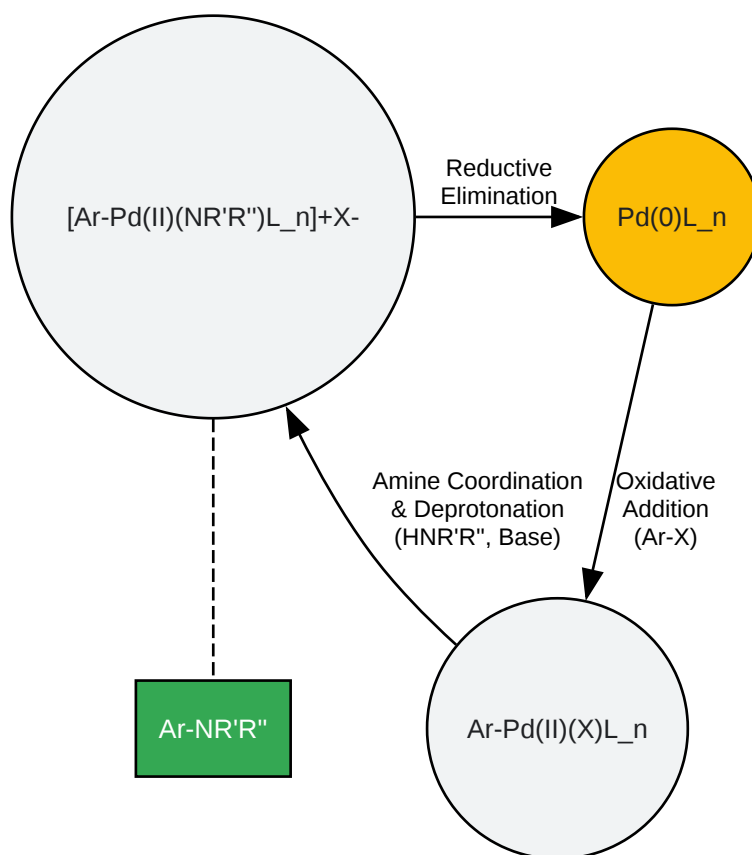 [Ar-Pd(II)(NR'R'')L_n]+X-
Reductive
Elimination
Pd(0)L_n
Amine Coordination
& Deprotonation
(HNR'R'', Base)
Oxidative
Addition
(Ar-X)
Ar-NR'R''
Ar-Pd(II)(X)L_n